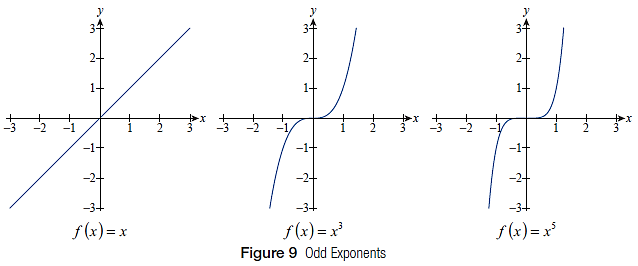 y y y
3 3 3
2 2 2
1 1 1
−3 −2 −1 1 2 3 x −3 −2 −1 1 2 3 x −3 −2 −1 1 2 3 x
−1 −1 −1
−2 −2 −2
−3 −3 −3
f (x) = x f (x) = x³ f (x) = x⁵
Figure 9 Odd Exponents